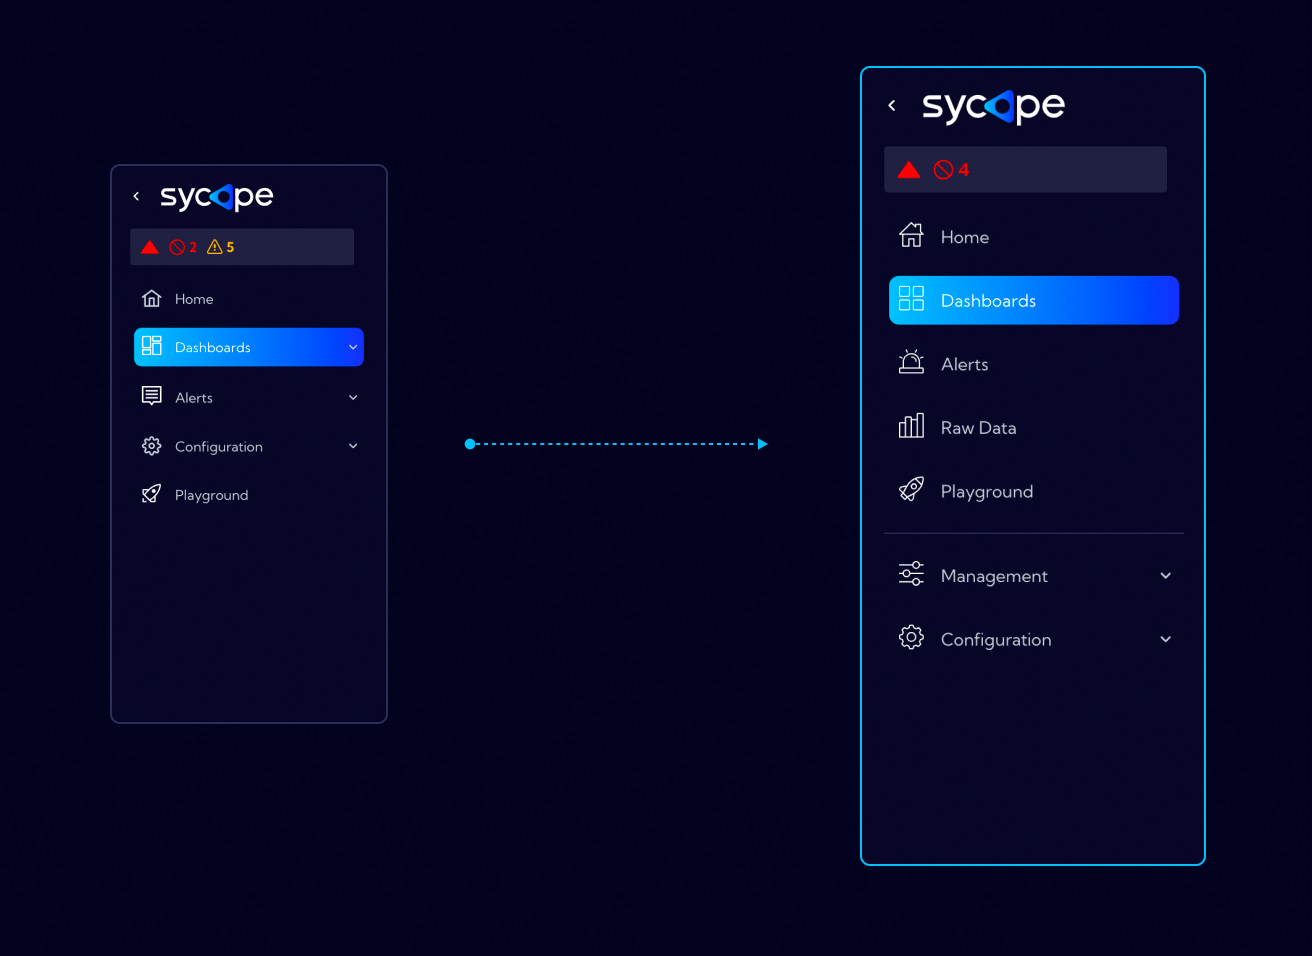 sycope
2 5
Home
Dashboards
Alerts
Configuration
Playground
sycope
4
Home
Dashboards
Alerts
Raw Data
Playground
Management
Configuration